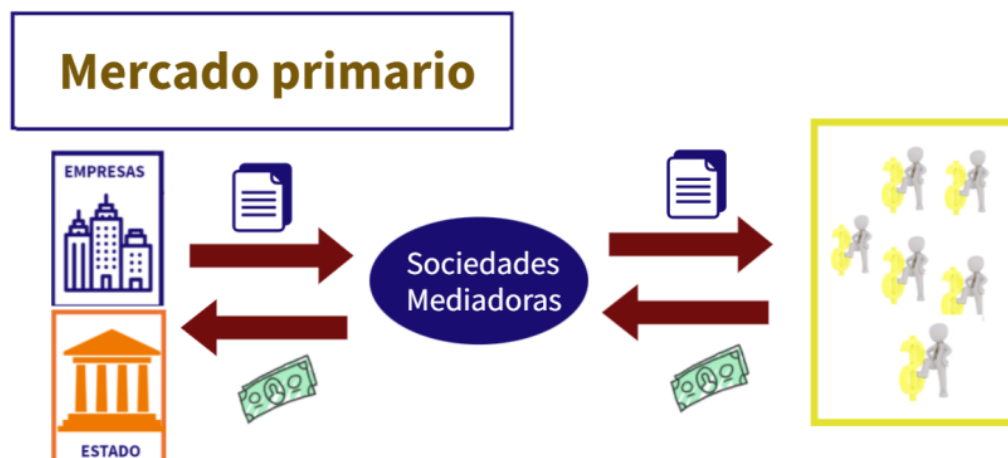 Mercado primario
EMPRESAS
Sociedades
Mediadoras
ESTADO